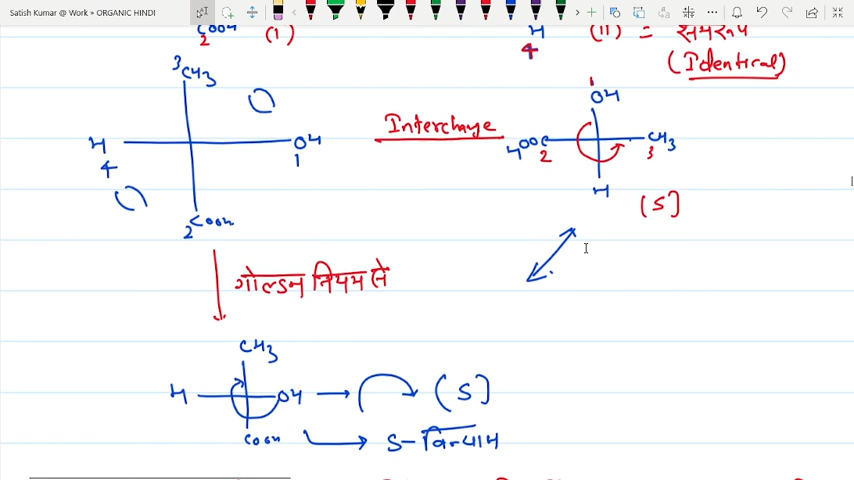 Satish Kumar @ Work » ORGANIC HINDI
COOH
2
(I)
H
4
(II) = समरूप
(Identical)
3
CH3
H
4
OH
1
2
COOH
Interchange
1
OH
HOOC
2
CH3
3
H
(S]
गोल्डन नियम से
CH3
H
OH
(S]
COOH
S-विन्यास